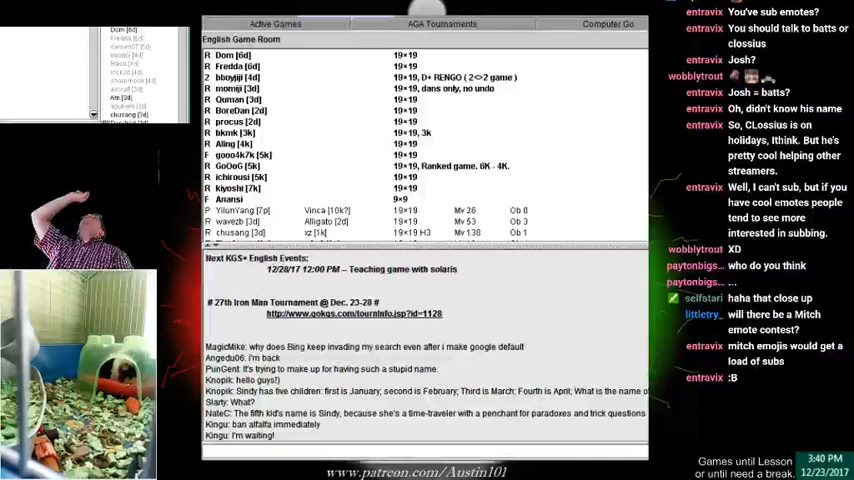 Active Games
AGA Tournaments
Computer Go
English Game Room
R Dom [6d] 19×19
R Fredda [6d] 19×19
2 bboyjiji [4d] 19×19, D+ RENGO ( 2<>2 game )
R momiji [3d] 19×19, dans only, no undo
R Quman [3d] 19×19
R BoreDan [2d] 19×19
R procus [2d] 19×19
R bkmk [3k] 19×19, 3k
R Aling [4k] 19×19
F gooo4k7k [5k] 19×19
R GoOoG [5k] 19×19, Ranked game. 6K - 4K.
R ichirousi [5k] 19×19
R kiyoshi [7k] 19×19
F Anansi 9×9
P YilunYang [7p] Vinca [10k?] 19×19 Mv 26 Ob 0
R wavezb [3d] Alligato [2d] 19×19 Mv 53 Ob 3
R chusang [3d] xz [1k] 19×19 H3 Mv 138 Ob 1
Next KGS+ English Events:
12/28/17 12:00 PM – Teaching game with solaris
# 27th Iron Man Tournament @ Dec. 23-28 #
http://www.gokgs.com/tournInfo.jsp?id=1128
MagicMike: why does Bing keep invading my search even after i make google default
Angedu06: i'm back
PunGent: It's trying to make up for having such a stupid name.
Knopik: hello guys!)
Knopik: Sindy has five children: first is January; second is February; Third is March; Fourth is April; What is the name o
Slarty: What?
NateC: The fifth kid's name is Sindy, because she's a time-traveler with a penchant for paradoxes and trick questions
Kingu: ban alfalfa immediately
Kingu: I'm waiting!
www.patreon.com/Austin101
Dom [6d]
Fredda [6d]
Am [3d]
chusang [3d]
entravix You've sub emotes?
entravix You should talk to batts or
clossius
entravix Josh?
wobblytrout
entravix Josh = batts?
entravix Oh, didn't know his name
entravix So, CLossius is on
holidays, Ithink. But he's
pretty cool helping other
streamers.
entravix Well, I can't sub, but if you
have cool emotes people
tend to see more
interested in subbing.
wobblytrout XD
paytonbigs... who do you think
paytonbigs... ...
selfatari haha that close up
littletry_ will there be a Mitch
emote contest?
entravix mitch emojis would get a
load of subs
entravix :B
Games until Lesson
or until need a break.
3:40 PM
12/23/2017